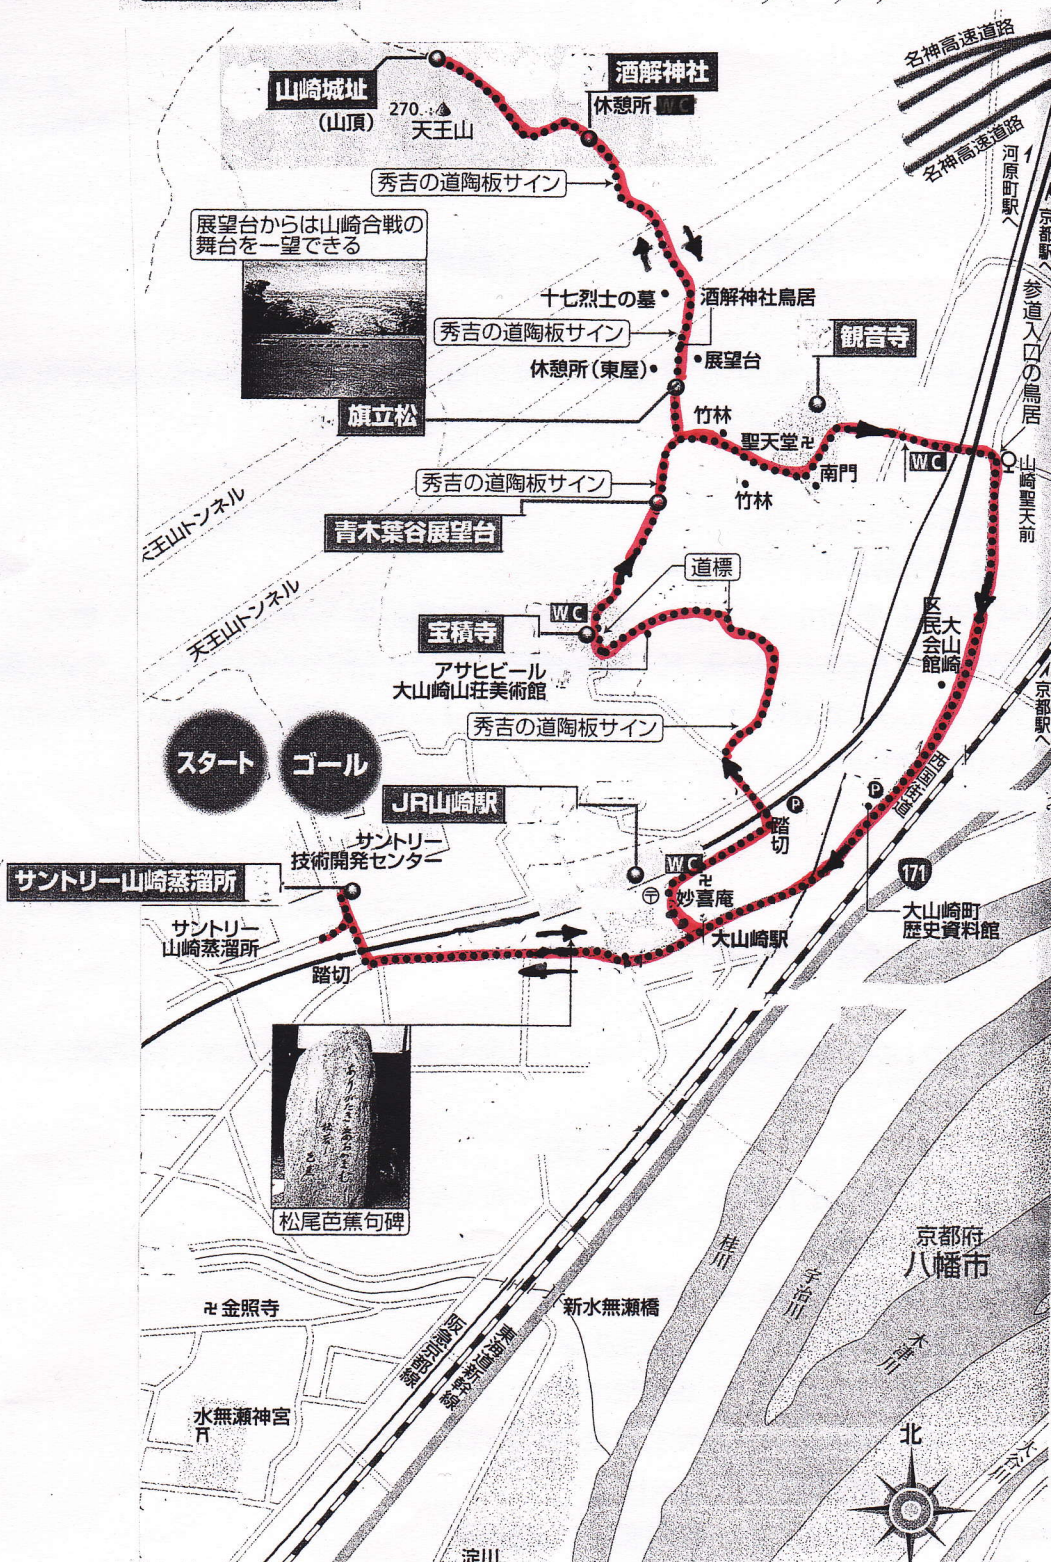 名神高速道路
名神高速道路
河原町駅へ
京都駅へ
山崎城址
(山頂)
270
天王山
酒解神社
休憩所 WC
秀吉の道陶板サイン
展望台からは山崎合戦の
舞台を一望できる
十七烈士の墓
酒解神社鳥居
秀吉の道陶板サイン
展望台
休憩所(東屋)
旗立松
観音寺
参道入口の鳥居
竹林
聖天堂卍
南門
竹林
WC
山崎聖天前
秀吉の道陶板サイン
青木葉谷展望台
天王山トンネル
天王山トンネル
道標
WC
宝積寺
アサヒビール
大山崎山荘美術館
大山崎
区民会館
京都駅へ
秀吉の道陶板サイン
スタート
ゴール
JR山崎駅
西国街道
P
P
踏切
171
サントリー
技術開発センター
サントリー山崎蒸溜所
WC
卍
妙喜庵
〒
大山崎町
歴史資料館
サントリー
山崎蒸溜所
大山崎駅
踏切
松尾芭蕉句碑
京都府
八幡市
桂川
宇治川
木津川
卍金照寺
新水無瀬橋
阪急京都線
東海道新幹線
水無瀬神宮
北
大谷川
淀川